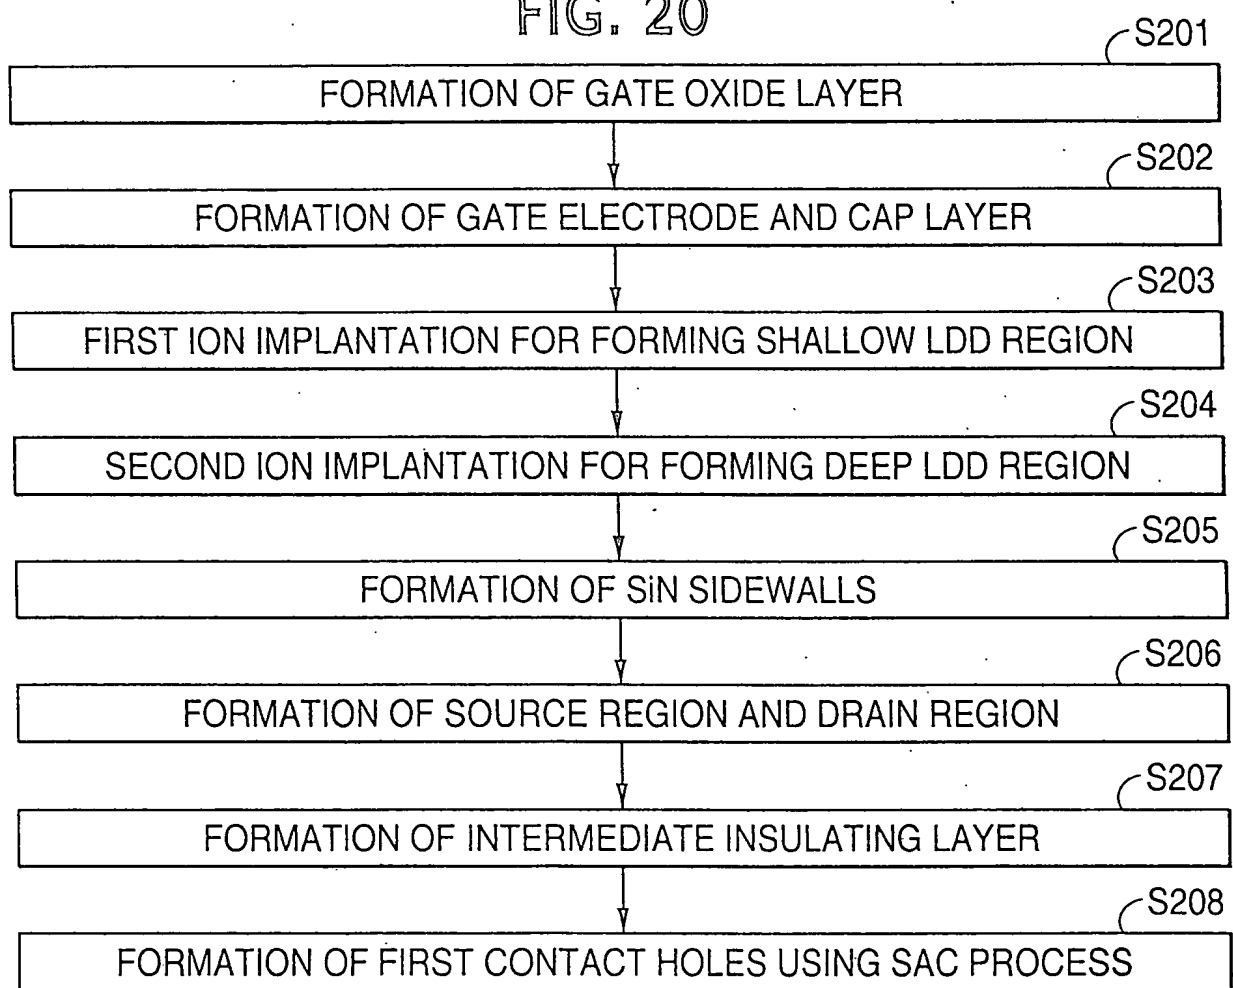 FIG. 20
S201
FORMATION OF GATE OXIDE LAYER
S202
FORMATION OF GATE ELECTRODE AND CAP LAYER
S203
FIRST ION IMPLANTATION FOR FORMING SHALLOW LDD REGION
S204
SECOND ION IMPLANTATION FOR FORMING DEEP LDD REGION
S205
FORMATION OF SiN SIDEWALLS
S206
FORMATION OF SOURCE REGION AND DRAIN REGION
S207
FORMATION OF INTERMEDIATE INSULATING LAYER
S208
FORMATION OF FIRST CONTACT HOLES USING SAC PROCESS